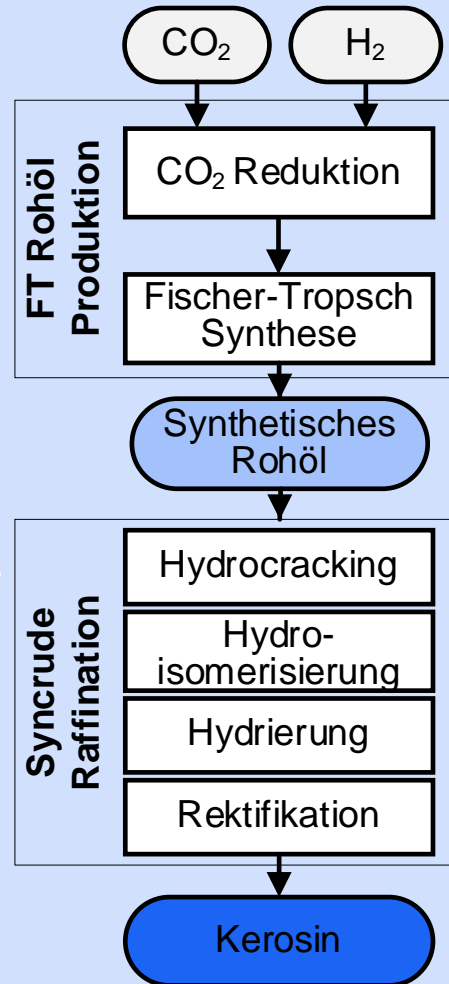 CO₂
H₂
FT Rohöl
Produktion
CO₂ Reduktion
Fischer-Tropsch
Synthese
Synthetisches
Rohöl
Syncrude
Raffination
Hydrocracking
Hydro-
isomerisierung
Hydrierung
Rektifikation
Kerosin